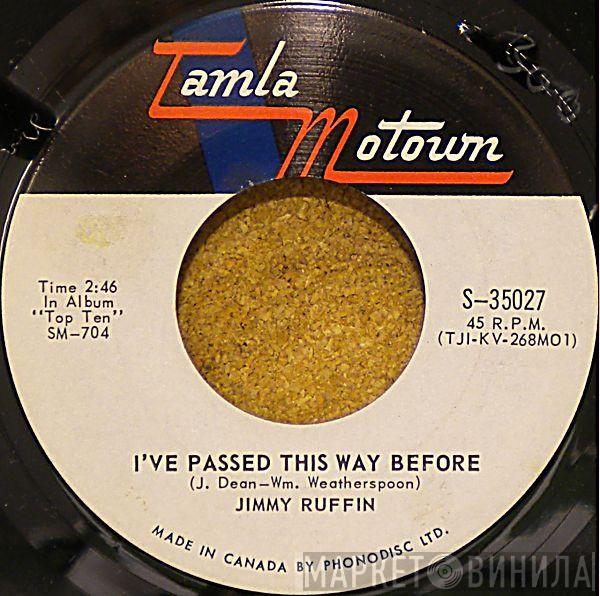 Tamla
Motown
Time 2:46
In Album
"Top Ten"
SM-704
S-35027
45 R.P.M.
(TJI-KV-268MO1)
I'VE PASSED THIS WAY BEFORE
(J. Dean-Wm. Weatherspoon)
JIMMY RUFFIN
MADE IN CANADA BY PHONODISC LTD.
МАРКЕТ ВИНИЛА